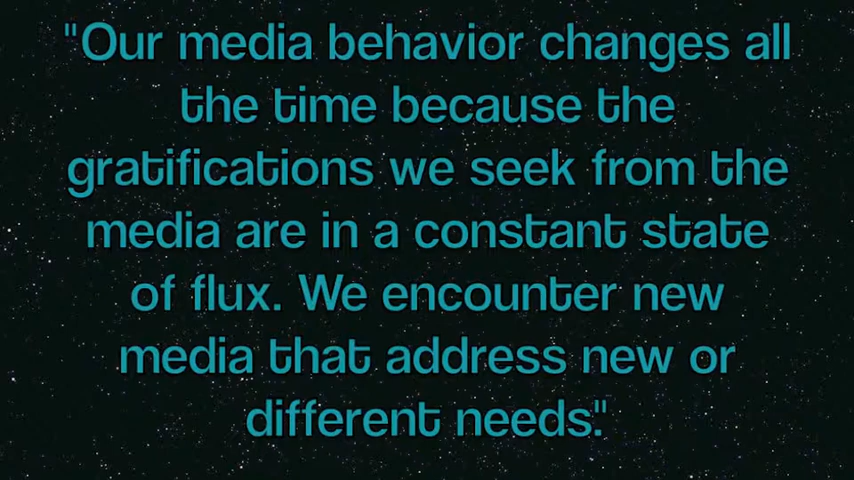 "Our media behavior changes all
the time because the
gratifications we seek from the
media are in a constant state
of flux. We encounter new
media that address new or
different needs."